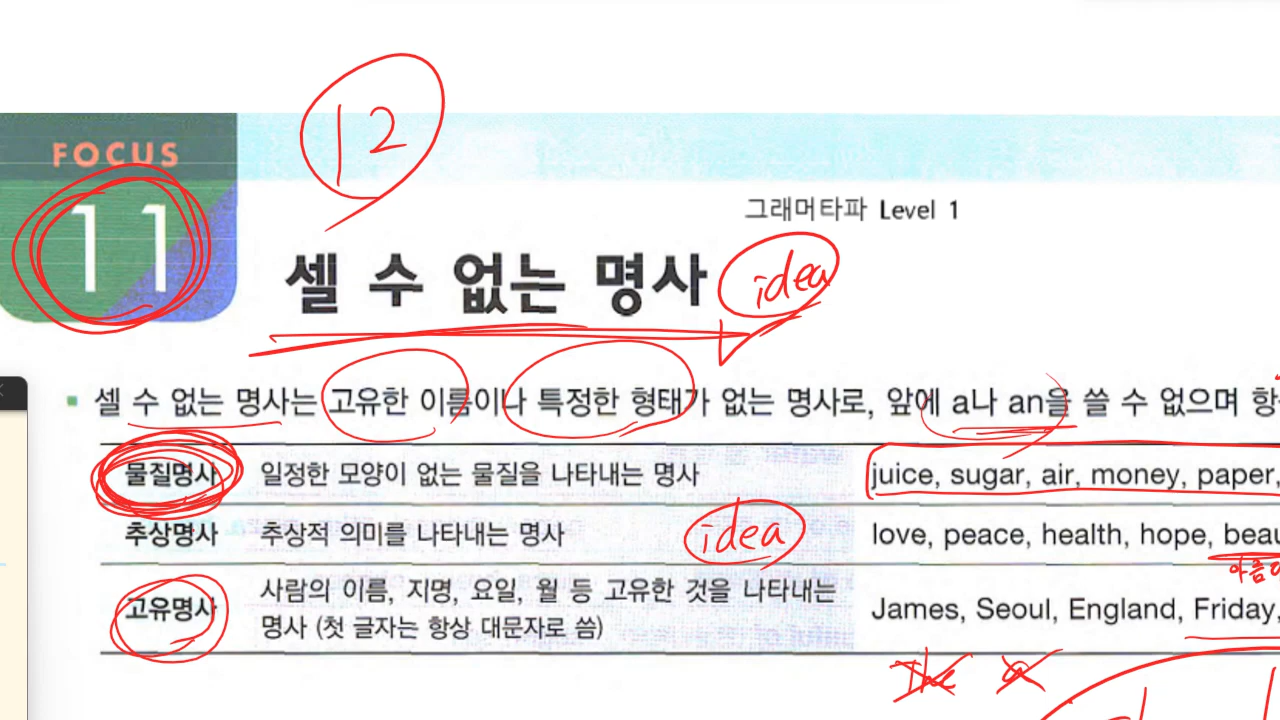 12
FOCUS
11
그래머타파 Level 1
셀 수 없는 명사 idea
셀 수 없는 명사는 고유한 이름이나 특정한 형태가 없는 명사로, 앞에 a나 an을 쓸 수 없으며
물질명사 일정한 모양이 없는 물질을 나타내는 명사 juice, sugar, air, money, paper,
추상명사 추상적 의미를 나타내는 명사 idea love, peace, health, hope,
고유명사 사람의 이름, 지명, 요일, 월 등 고유한 것을 나타내는 명사 (첫 글자는 항상 대문자로 씀) James, Seoul, England, Friday,
the a